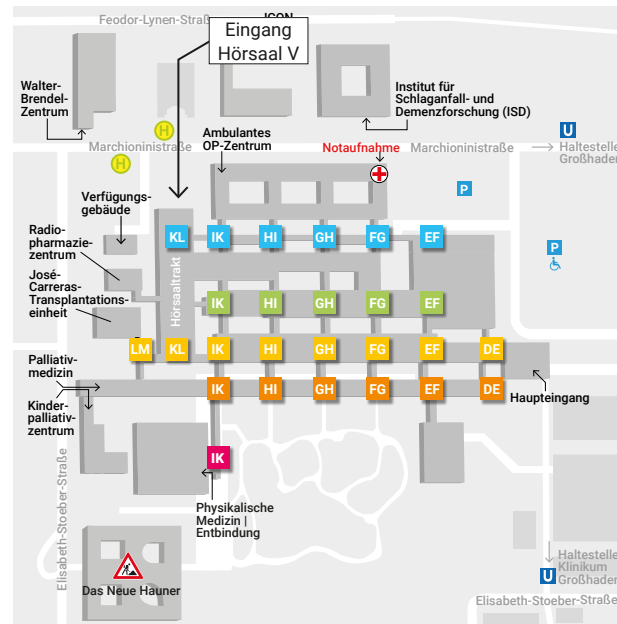 Feodor-Lynen-Straße
ICON
Eingang
Hörsaal V
Walter-
Brendel-
Zentrum
Institut für
Schlaganfall- und
Demenzforschung (ISD)
H
H
Marchioninistraße
Ambulantes
OP-Zentrum
Notaufnahme
Marchioninistraße
U
Haltestelle
Großhadern
P
P
Verfügungs-
gebäude
Radio-
pharmazie-
zentrum
José-
Carreras-
Transplantations-
einheit
Hörsaaltrakt
KL IK HI GH FG EF
IK HI GH FG EF
LM KL IK HI GH FG EF DE
IK HI GH FG EF DE
IK
Palliativ-
medizin
Kinder-
palliativ-
zentrum
Haupteingang
Physikalische
Medizin |
Entbindung
Elisabeth-Stoeber-Straße
Das Neue Hauner
Haltestelle
Klinikum
Großhadern
U
Elisabeth-Stoeber-Straße